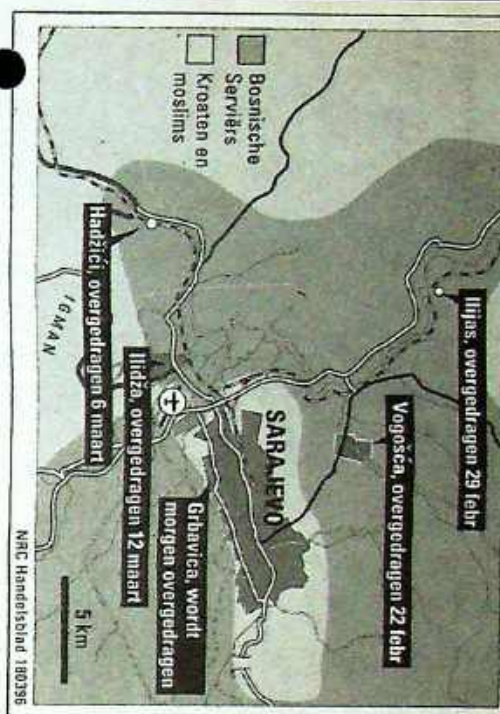 Bosnische
Serviërs
Kroaten en
moslims
Ilijas, overgedragen 29 febr
Vogošća, overgedragen 22 febr
SARAJEVO
Grbavica, wordt
morgen overgedragen
Ilidža, overgedragen 12 maart
Hadžići, overgedragen 6 maart
IGMAN
5 km
NRC Handelsblad 180396